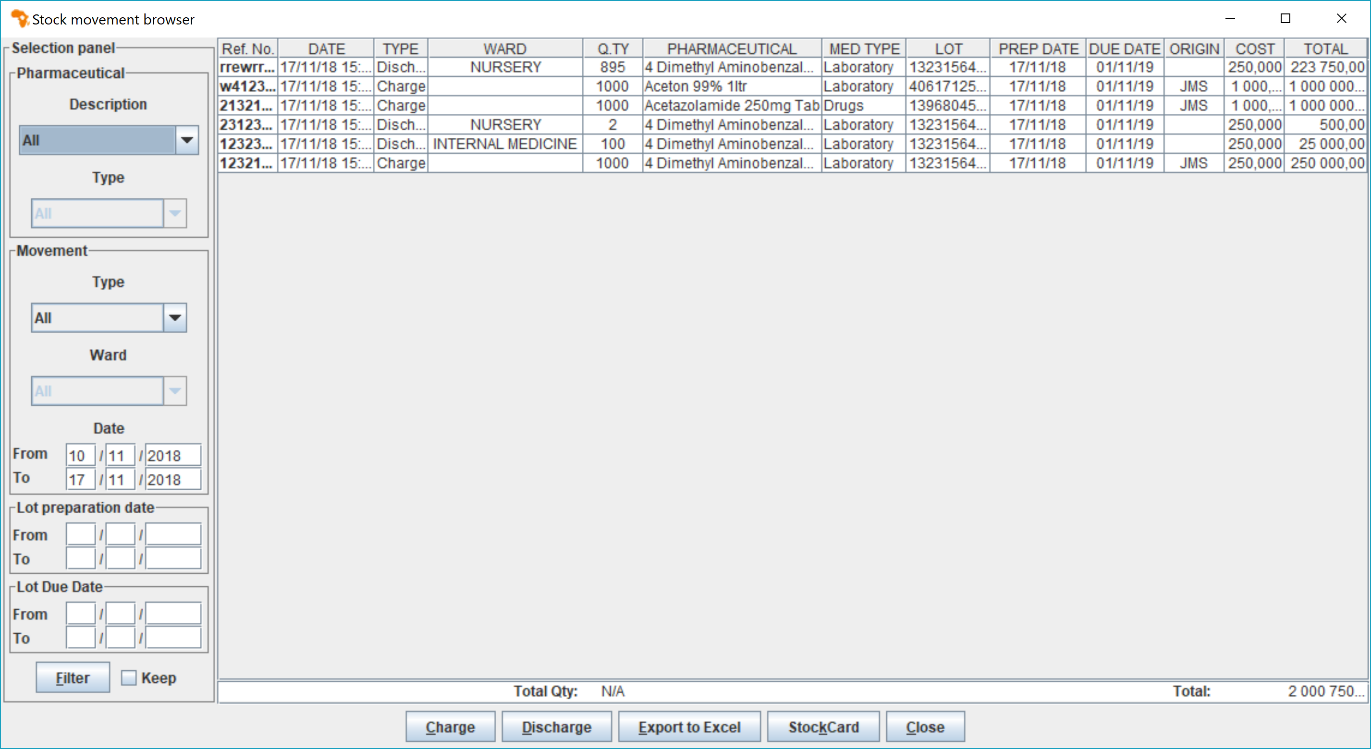 Stock movement browser
Selection panel
Pharmaceutical
Description
All
Type
All
Movement
Type
All
Ward
All
Date
From 10 / 11 / 2018
To 17 / 11 / 2018
Lot preparation date
From / /
To / /
Lot Due Date
From / /
To / /
Filter Keep
Ref. No. DATE TYPE WARD Q.TY PHARMACEUTICAL MED TYPE LOT PREP DATE DUE DATE ORIGIN COST TOTAL
rrewrr... 17/11/18 15:... Disch... NURSERY 895 4 Dimethyl Aminobenzal... Laboratory 13231564... 17/11/18 01/11/19 250,000 223 750,00
w4123... 17/11/18 15:... Charge 1000 Aceton 99% 1ltr Laboratory 40617125... 17/11/18 01/11/19 JMS 1 000,... 1 000 000...
21321... 17/11/18 15:... Charge 1000 Acetazolamide 250mg Tab Drugs 13968045... 17/11/18 01/11/19 JMS 1 000,... 1 000 000...
23123... 17/11/18 15:... Disch... NURSERY 2 4 Dimethyl Aminobenzal... Laboratory 13231564... 17/11/18 01/11/19 250,000 500,00
12323... 17/11/18 15:... Disch... INTERNAL MEDICINE 100 4 Dimethyl Aminobenzal... Laboratory 13231564... 17/11/18 01/11/19 250,000 25 000,00
12321... 17/11/18 15:... Charge 1000 4 Dimethyl Aminobenzal... Laboratory 13231564... 17/11/18 01/11/19 JMS 250,000 250 000,00
Total Qty: N/A Total: 2 000 750...
Charge Discharge Export to Excel StockCard Close